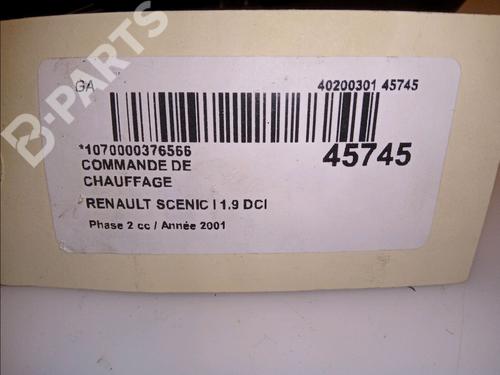 B-PARTS
GA
40200301 45745
*1070000376566
45745
COMMANDE DE
CHAUFFAGE
RENAULT SCENIC I 1.9 DCI
Phase 2 cc / Année 2001